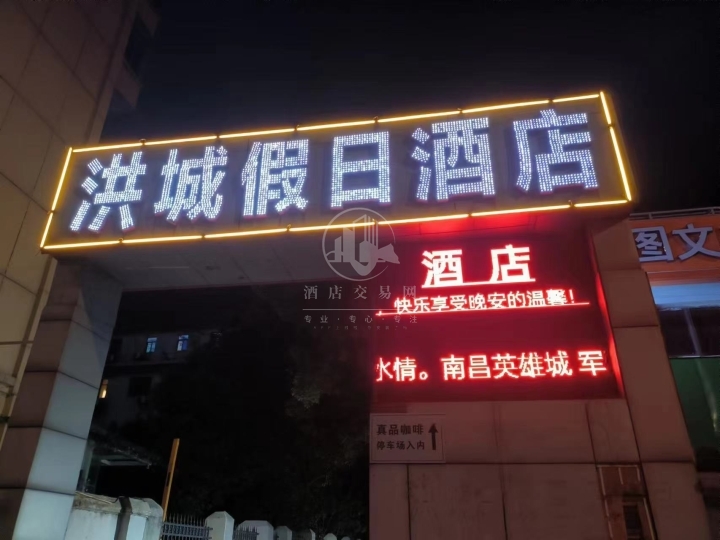 洪城假日酒店
酒店
快乐享受晚安的温馨!
水情。南昌英雄城 军
图文
真品咖啡
停车场入内
酒店交易网
专业·专心·专注